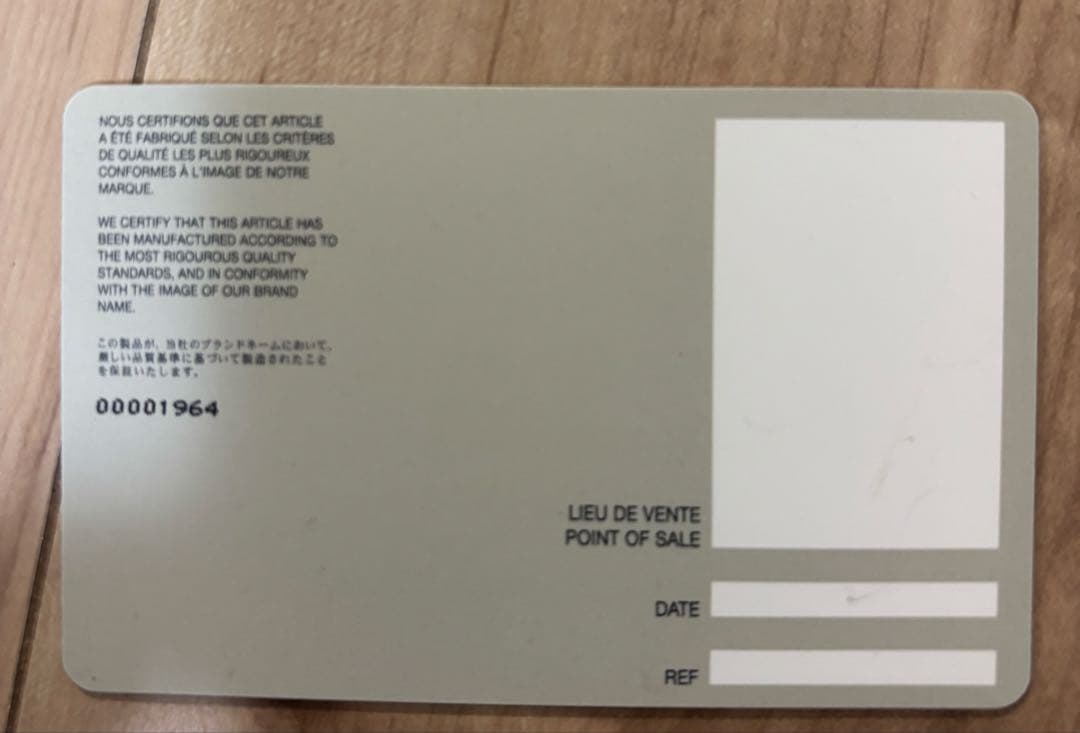 NOUS CERTIFIONS QUE CET ARTICLE
A ÉTÉ FABRIQUÉ SELON LES CRITÈRES
DE QUALITÉ LES PLUS RIGOUREUX
CONFORMES À L'IMAGE DE NOTRE
MARQUE.
WE CERTIFY THAT THIS ARTICLE HAS
BEEN MANUFACTURED ACCORDING TO
THE MOST RIGOUROUS QUALITY
STANDARDS, AND IN CONFORMITY
WITH THE IMAGE OF OUR BRAND
NAME.
この製品が、当社のブランドネームにおいて、
厳しい品質基準に基づいて製造されたこと
を保証いたします。
00001964
LIEU DE VENTE
POINT OF SALE
DATE
REF